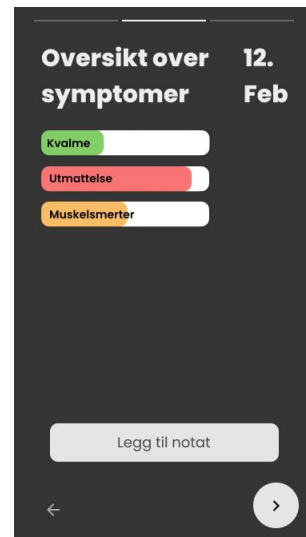 Oversikt over
symptomer
12.
Feb
Kvalme
Utmattelse
Muskelsmerter
Legg til notat